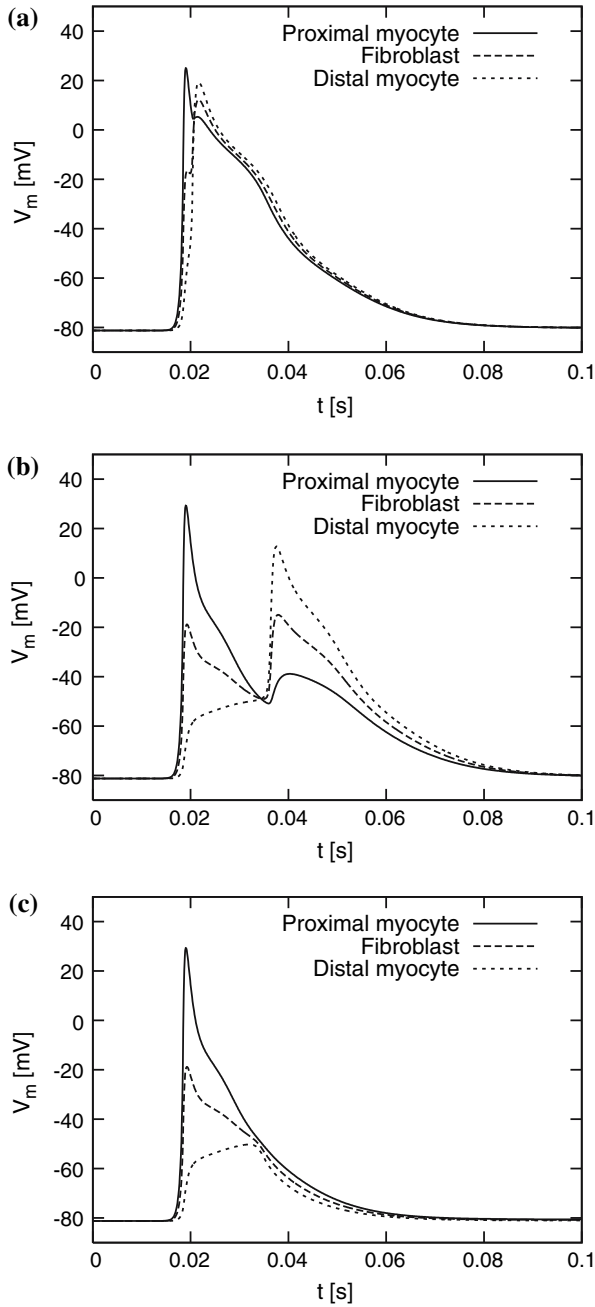 (a)
40
20
0
-20
-40
-60
-80
V_m [mV]
Proximal myocyte
Fibroblast
Distal myocyte
0 0.02 0.04 0.06 0.08 0.1
t [s]
(b)
40
20
0
-20
-40
-60
-80
V_m [mV]
Proximal myocyte
Fibroblast
Distal myocyte
0 0.02 0.04 0.06 0.08 0.1
t [s]
(c)
40
20
0
-20
-40
-60
-80
V_m [mV]
Proximal myocyte
Fibroblast
Distal myocyte
0 0.02 0.04 0.06 0.08 0.1
t [s]